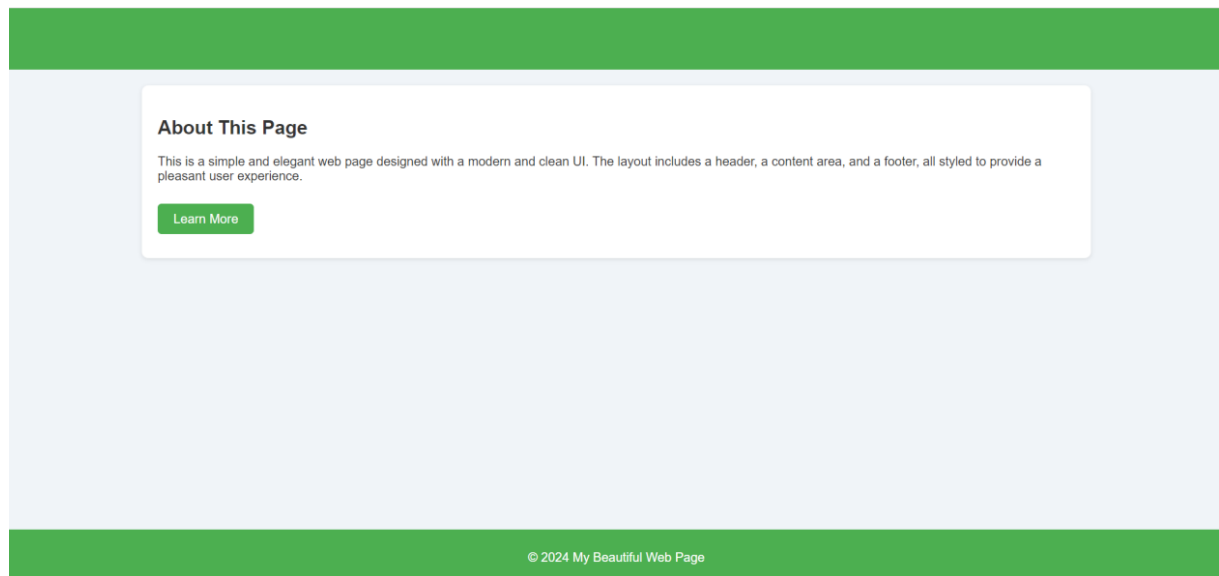 About This Page
This is a simple and elegant web page designed with a modern and clean UI. The layout includes a header, a content area, and a footer, all styled to provide a
pleasant user experience.
Learn More
© 2024 My Beautiful Web Page